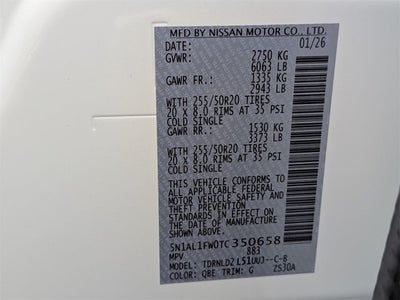 MFD BY NISSAN MOTOR CO., LTD.
DATE: 01/26
GVWR: 2750 KG
6063 LB
GAWR FR.: 1335 KG
2943 LB
WITH 255/50R20 TIRES
20 X 8.0 RIMS AT 35 PSI
COLD SINGLE
GAWR RR.: 1530 KG
3373 LB
WITH 255/50R20 TIRES
20 X 8.0 RIMS AT 35 PSI
COLD SINGLE
THIS VEHICLE CONFORMS TO
ALL APPLICABLE FEDERAL
MOTOR VEHICLE SAFETY AND
THEFT PREVENTION STANDARDS
IN EFFECT ON THE DATE OF
MANUFACTURE SHOWN ABOVE.
5N1AL1FW0TC350658
MPV 883
MODEL: TDRNLD2 L51UUJ--C-B
COLOR: QBE TRIM: G ZS30A